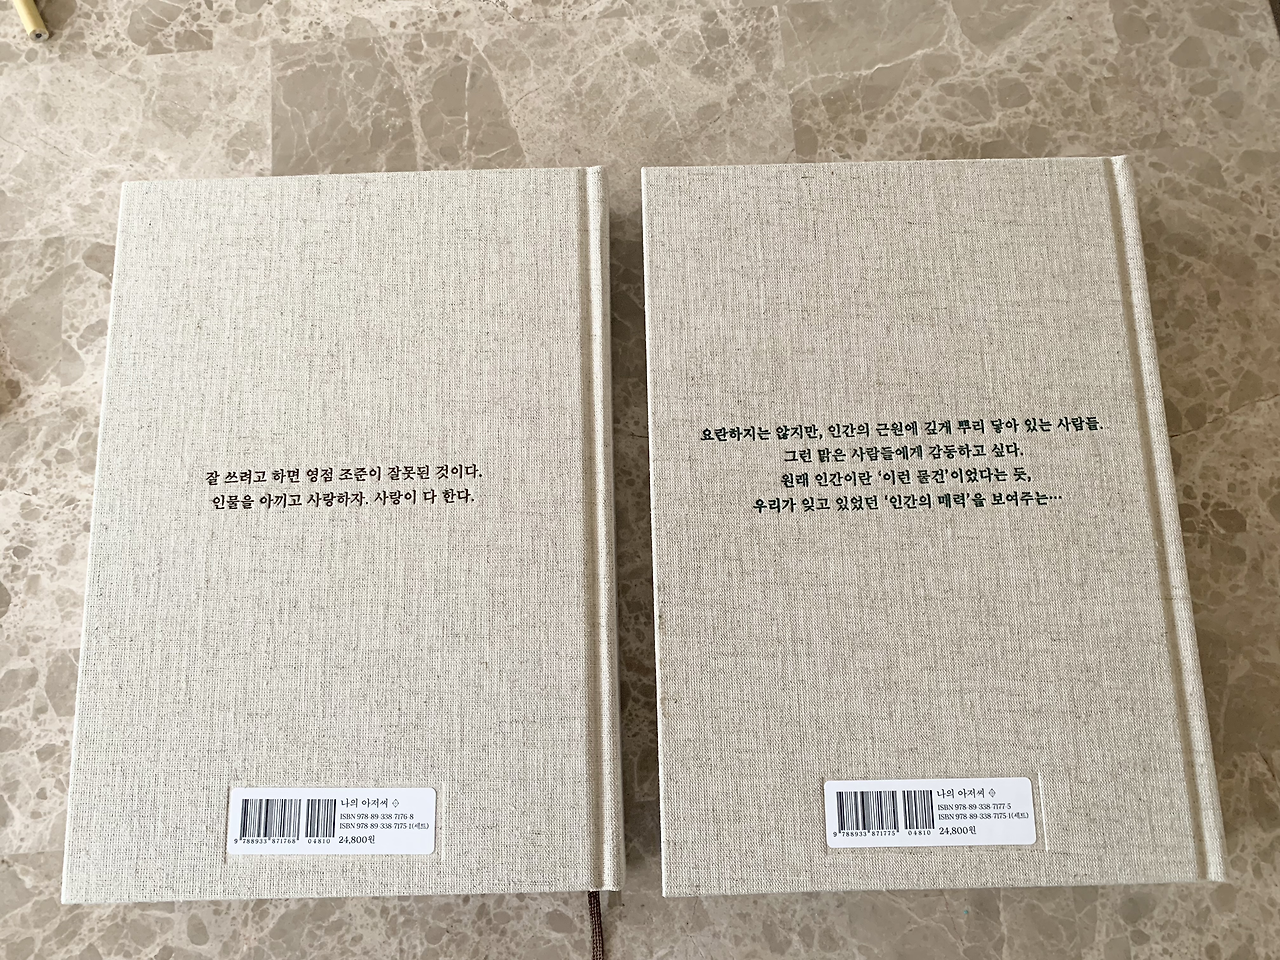 잘 쓰려고 하면 영점 조준이 잘못된 것이다.
인물을 아끼고 사랑하자. 사랑이 다 한다.
나의 아저씨
ISBN 978-89-338-7176-8
ISBN 978-89-338-7175-1(세트)
24,800원
9 788933 871768
04810
요란하지는 않지만, 인간의 근원에 깊게 뿌리 닿아 있는 사람들.
그런 맑은 사람들에게 감동하고 싶다.
원래 인간이란 ‘이런 물건’이었다는 듯,
우리가 잊고 있었던 ‘인간의 매력’을 보여주는…
나의 아저씨
ISBN 978-89-338-7177-5
ISBN 978-89-338-7175-1(세트)
24,800원
9 788933 871775
04810